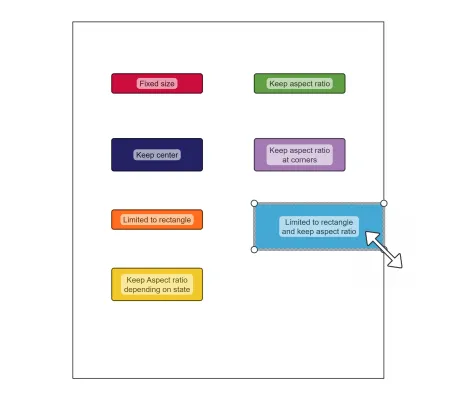 Fixed size
Keep aspect ratio
Keep center
Keep aspect ratio
at corners
Limited to rectangle
Limited to rectangle
and keep aspect ratio
Keep Aspect ratio
depending on state